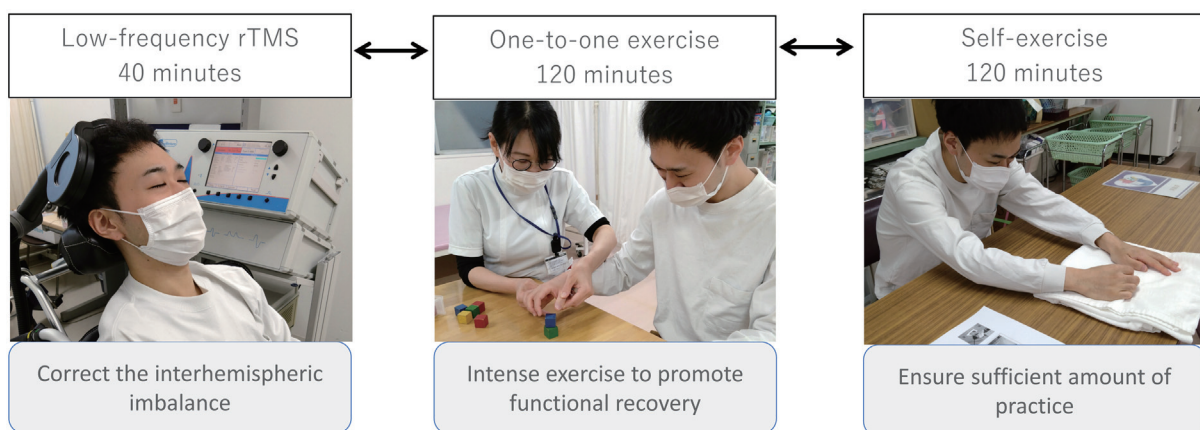 Low-frequency rTMS
40 minutes
One-to-one exercise
120 minutes
Self-exercise
120 minutes
Correct the interhemispheric
imbalance
Intense exercise to promote
functional recovery
Ensure sufficient amount of
practice